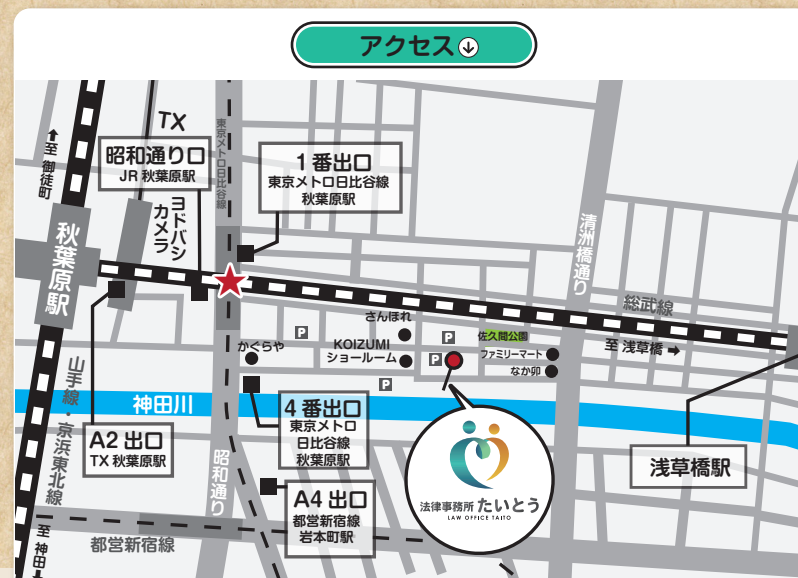 アクセス
TX
東京メトロ日比谷線
至 御徒町
昭和通り口
JR 秋葉原駅
1 番出口
東京メトロ日比谷線
秋葉原駅
ヨドバシ
カメラ
秋葉原駅
清洲橋通り
総武線
至 浅草橋
さんぽれ
P
P
P
P
佐久間公園
かぐらや
KOIZUMI
ショールーム
ファミリーマート
なか卯
山手線・京浜東北線
神田川
4 番出口
東京メトロ
日比谷線
秋葉原駅
A2 出口
TX 秋葉原駅
昭和通り
浅草橋駅
法律事務所 たいとう
LAW OFFICE TAITO
A4 出口
都営新宿線
岩本町駅
至 神田
都営新宿線